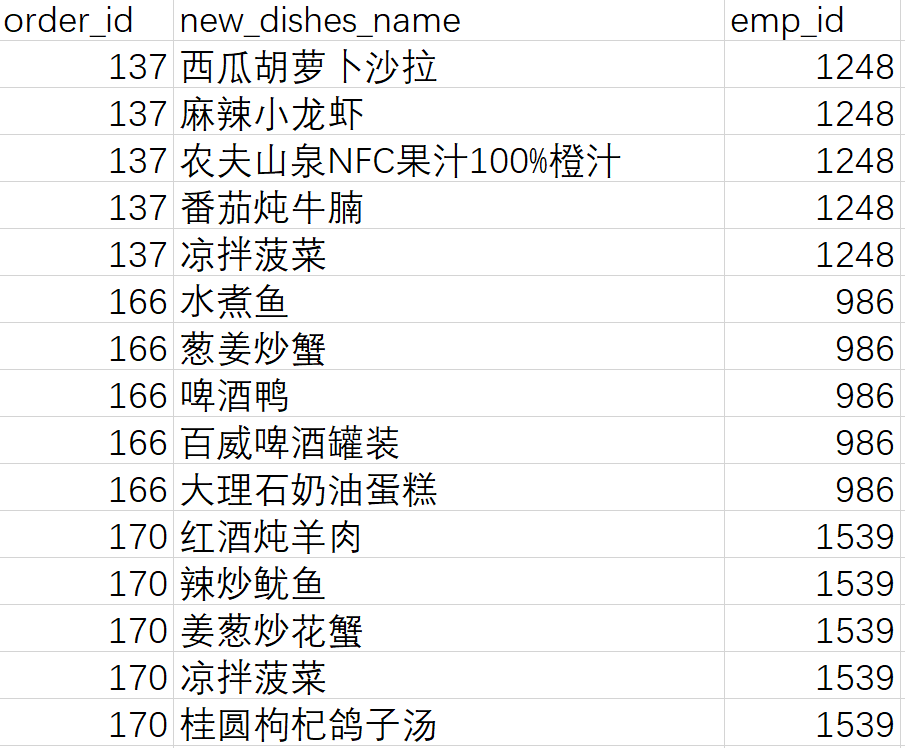 order_id new_dishes_name emp_id
137 西瓜胡萝卜沙拉 1248
137 麻辣小龙虾 1248
137 农夫山泉NFC果汁100%橙汁 1248
137 番茄炖牛腩 1248
137 凉拌菠菜 1248
166 水煮鱼 986
166 葱姜炒蟹 986
166 啤酒鸭 986
166 百威啤酒罐装 986
166 大理石奶油蛋糕 986
170 红酒炖羊肉 1539
170 辣炒鱿鱼 1539
170 姜葱炒花蟹 1539
170 凉拌菠菜 1539
170 桂圆枸杞鸽子汤 1539